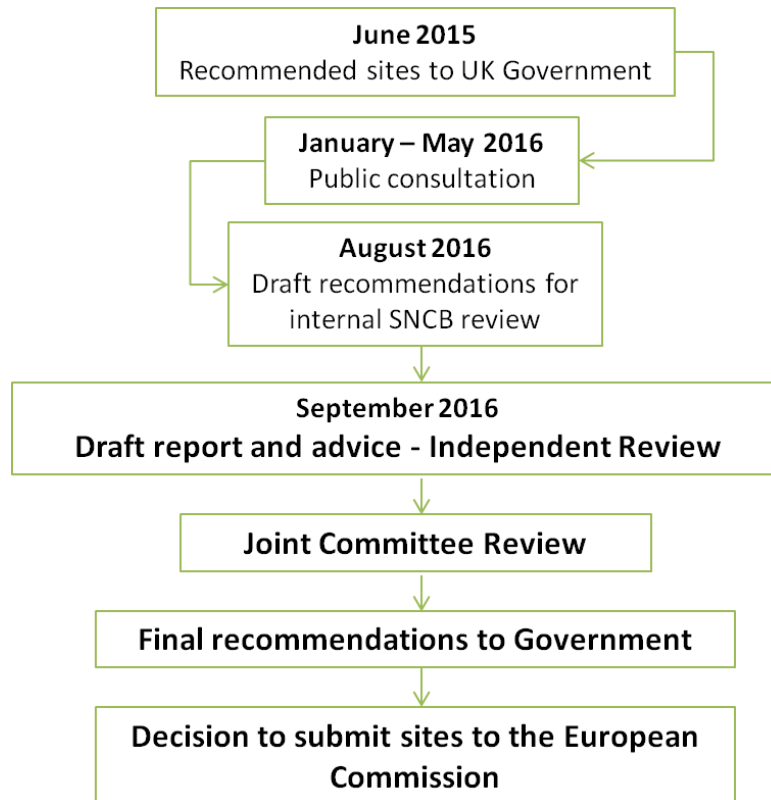 June 2015
Recommended sites to UK Government
January – May 2016
Public consultation
August 2016
Draft recommendations for
internal SNCB review
September 2016
Draft report and advice - Independent Review
Joint Committee Review
Final recommendations to Government
Decision to submit sites to the European
Commission